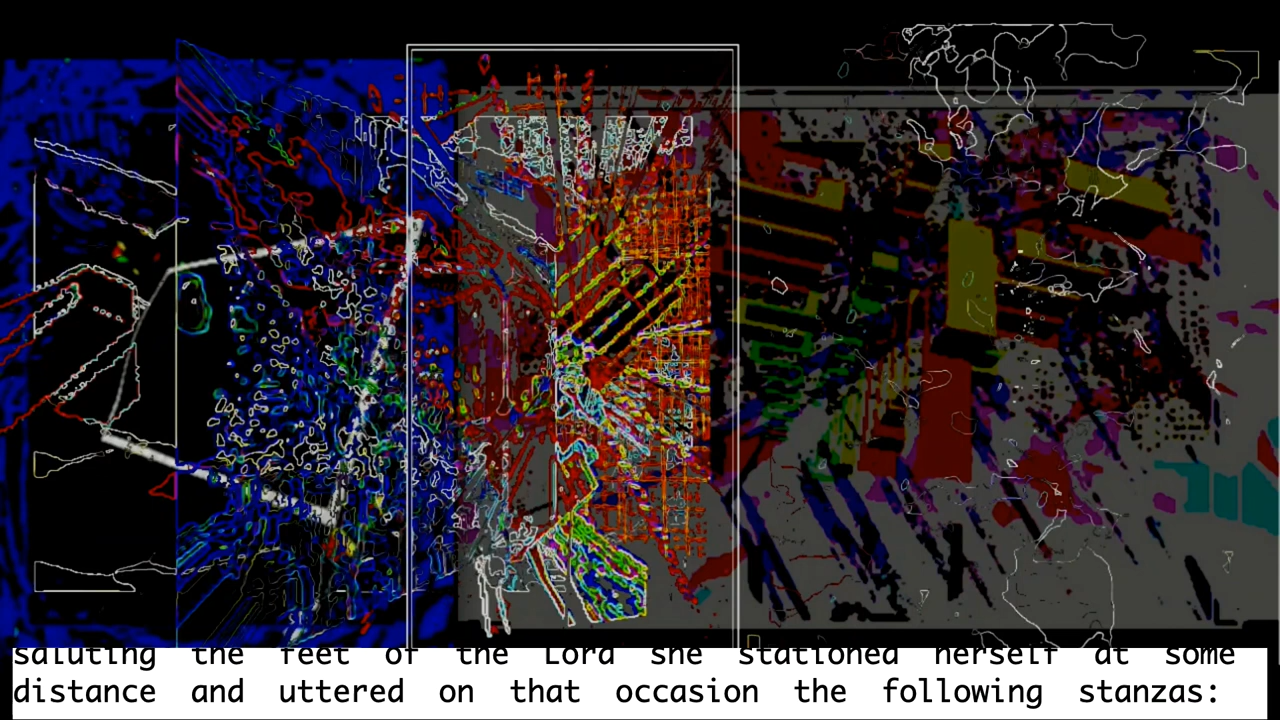 saluting the feet of the Lord she stationed herself at some
distance and uttered on that occasion the following stanzas: